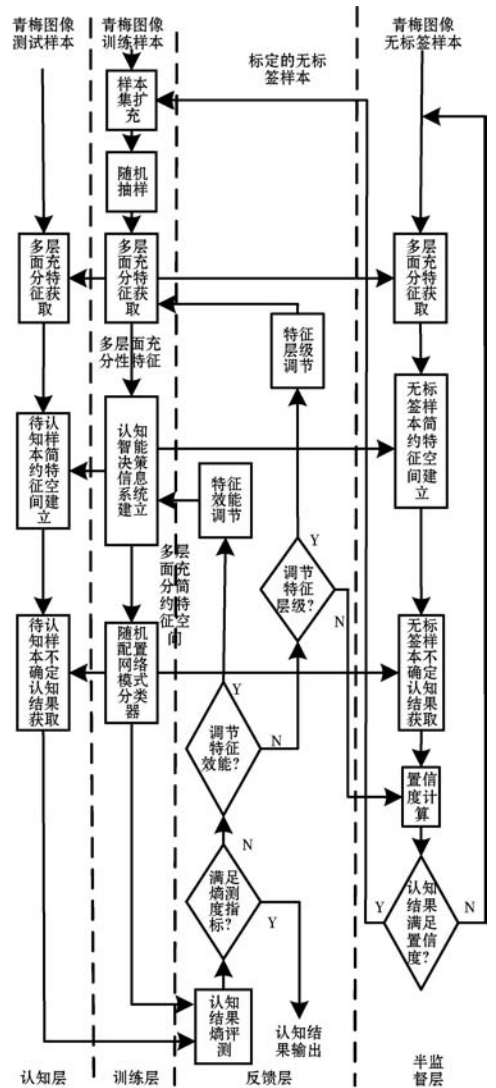 青梅图像
测试样本
青梅图像
训练样本
标定的无标
签样本
青梅图像
无标签样本
样本
集扩
充
随机
抽样
多层
面充
分特
征获
取
多层
面充
分特
征获
取
多层
面充
分特
征获
取
多层面充
分性特征
特征
层级
调节
待认
知样
本简
约特
征空
间建
立
认知
智能
决策
信息
系统
建立
特征
效能
调节
无标
签样
本简
约特
征空
间建
立
多层
面充
分简
约特
征空
间
调节
特征
层级?
Y
N
待认
知样
本不
确定
认知
结果
获取
随机
配置
网络
模式
分类
器
无标
签样
本不
确定
认知
结果
获取
Y
调节
特征
效能?
N
置信
度计
算
N
满足
熵测
度指
标?
Y
认知
结果
满足
置信
度?
Y
N
认知
结果
熵评
测
认知结
果输出
认知层
训练层
反馈层
半监
督层